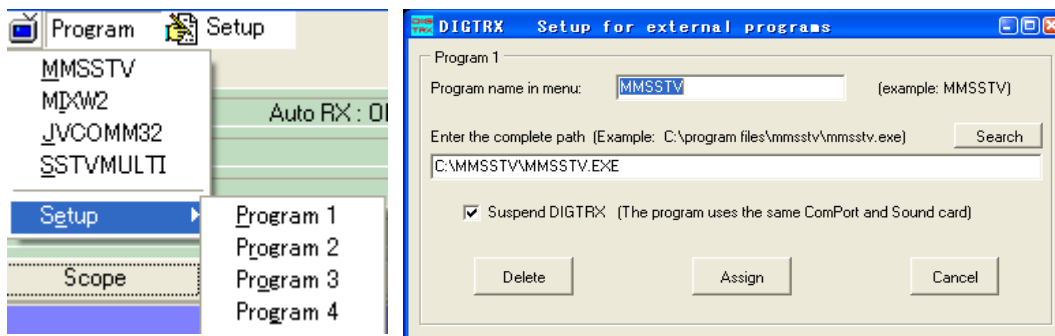 Program Setup
MMSSTV
MIXW2
JVCOMM32
SSTVMULTI
Auto RX : O
Setup
Program 1
Program 2
Program 3
Program 4
Scope
DIGTRX Setup for external programs
Program 1
Program name in menu: MMSSTV (example: MMSSTV)
Enter the complete path (Example: C:\program files\mmsstv\mmsstv.exe) Search
C:\MMSSTV\MMSSTV.EXE
Suspend DIGTRX (The program uses the same ComPort and Sound card)
Delete Assign Cancel